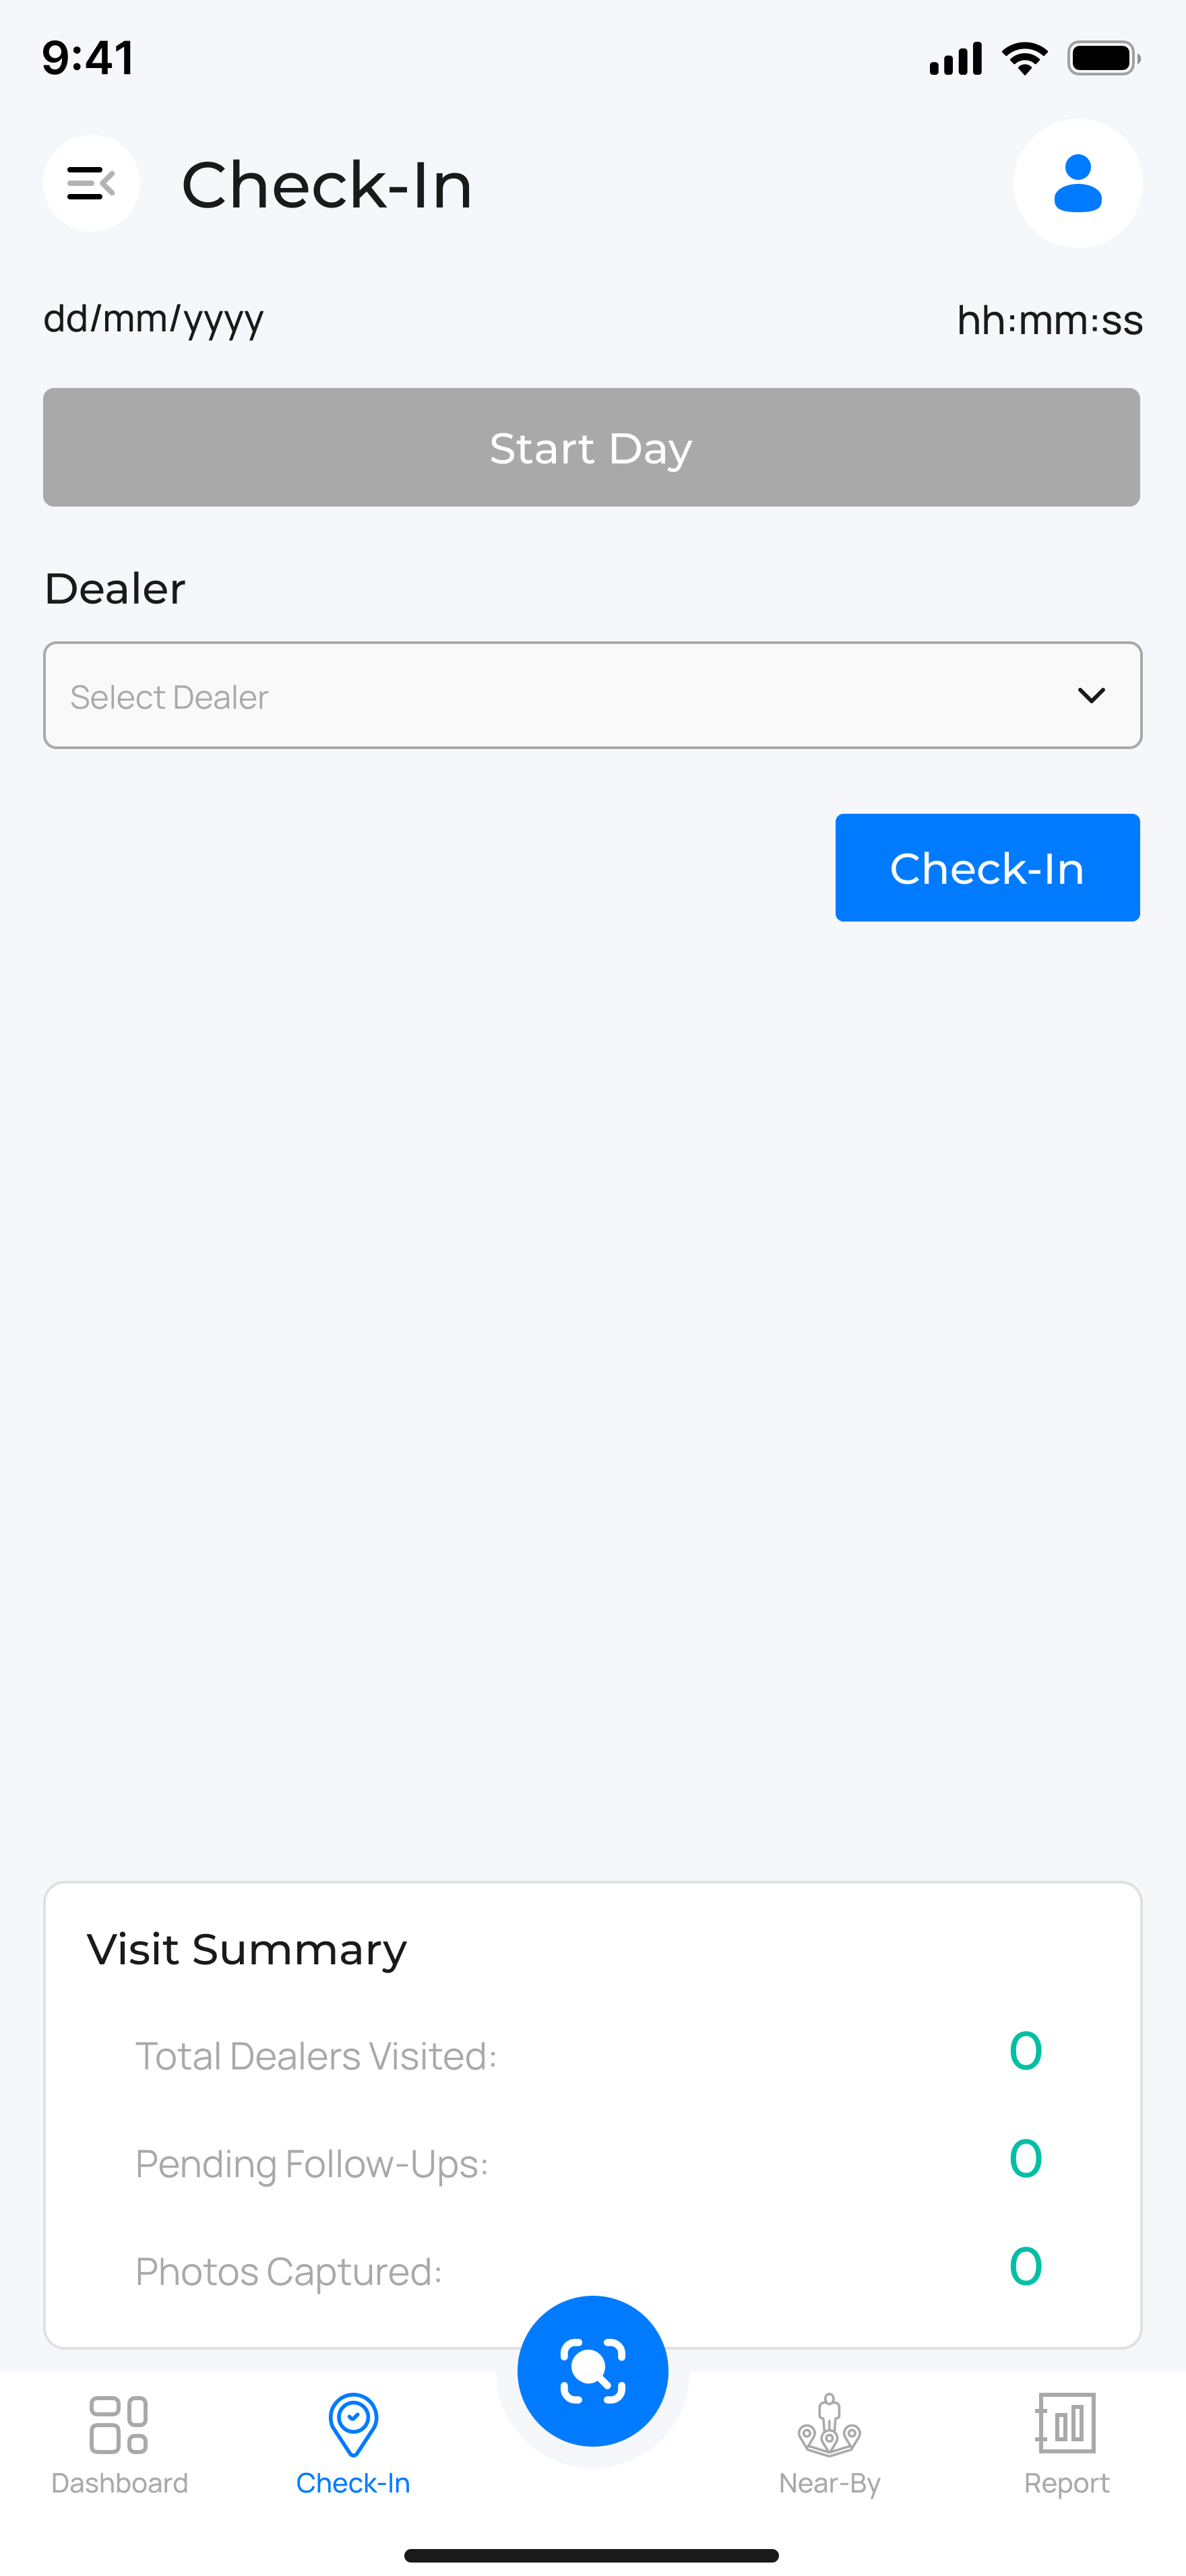 9:41
Check-In
dd/mm/yyyy hh:mm:ss
Start Day
Dealer
Select Dealer
Check-In
Visit Summary
Total Dealers Visited: 0
Pending Follow-Ups: 0
Photos Captured: 0
Dashboard Check-In Near-By Report